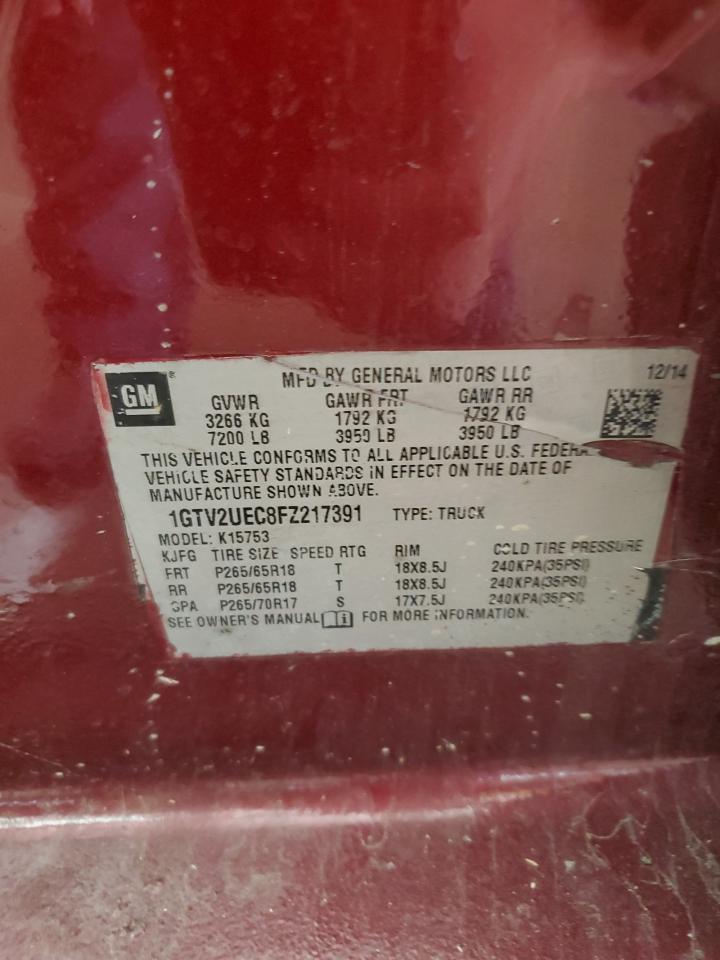 GM®
MFD BY GENERAL MOTORS LLC 12/14
GVWR GAWR FRT GAWR RR
3266 KG 1792 KG 1792 KG
7200 LB 3950 LB 3950 LB
THIS VEHICLE CONFORMS TO ALL APPLICABLE U.S. FEDERA
VEHICLE SAFETY STANDARDS IN EFFECT ON THE DATE OF
MANUFACTURE SHOWN ABOVE.
1GTV2UEC8FZ217391 TYPE: TRUCK
MODEL: K15753
KJFG TIRE SIZE SPEED RTG RIM COLD TIRE PRESSURE
FRT P265/65R18 T 18X8.5J 240KPA(35PSI)
RR P265/65R18 T 18X8.5J 240KPA(35PSI)
SPA P265/70R17 S 17X7.5J 240KPA(35PSI)
SEE OWNER'S MANUAL FOR MORE INFORMATION.